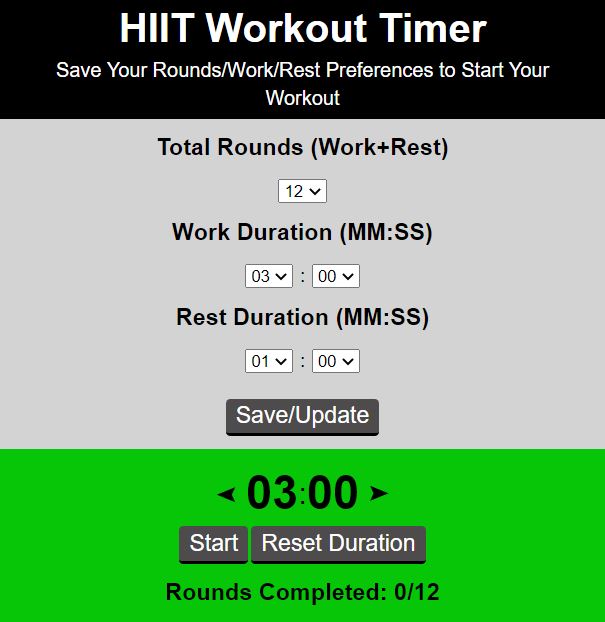 HIIT Workout Timer
Save Your Rounds/Work/Rest Preferences to Start Your
Workout
Total Rounds (Work+Rest)
12
Work Duration (MM:SS)
03 : 00
Rest Duration (MM:SS)
01 : 00
Save/Update
03:00
Start Reset Duration
Rounds Completed: 0/12